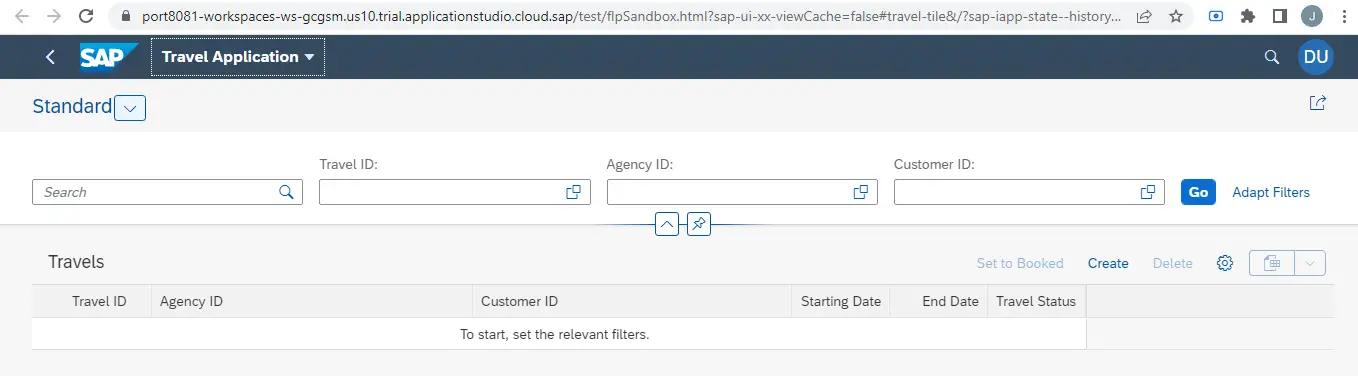 port8081-workspaces-ws-gcgsm.us10.trial.applicationstudio.cloud.sap/test/flpSandbox.html?sap-ui-xx-viewCache=false#travel-tile&/?sap-iapp-state--history... J
SAP Travel Application DU
Standard
Travel ID: Agency ID: Customer ID:
Search Go Adapt Filters
Travels Set to Booked Create Delete
Travel ID Agency ID Customer ID Starting Date End Date Travel Status
To start, set the relevant filters.